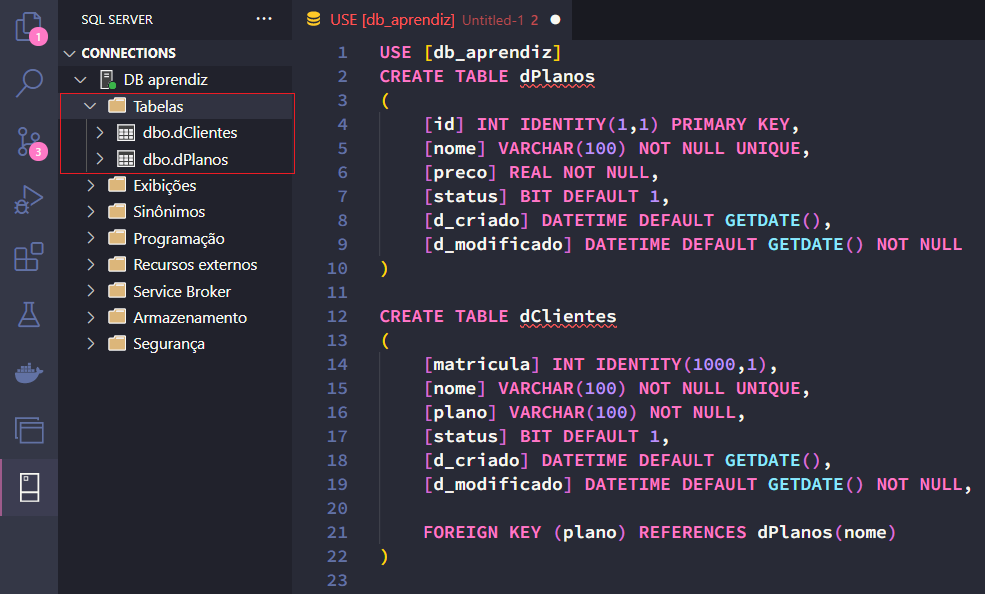 SQL SERVER
USE [db_aprendiz] Untitled-1 2
CONNECTIONS
DB aprendiz
Tabelas
dbo.dClientes
dbo.dPlanos
Exibições
Sinônimos
Programação
Recursos externos
Service Broker
Armazenamento
Segurança
1
3
1 USE [db_aprendiz]
2 CREATE TABLE dPlanos
3 (
4 [id] INT IDENTITY(1,1) PRIMARY KEY,
5 [nome] VARCHAR(100) NOT NULL UNIQUE,
6 [preco] REAL NOT NULL,
7 [status] BIT DEFAULT 1,
8 [d_criado] DATETIME DEFAULT GETDATE(),
9 [d_modificado] DATETIME DEFAULT GETDATE() NOT NULL
10 )
11
12 CREATE TABLE dClientes
13 (
14 [matricula] INT IDENTITY(1000,1),
15 [nome] VARCHAR(100) NOT NULL UNIQUE,
16 [plano] VARCHAR(100) NOT NULL,
17 [status] BIT DEFAULT 1,
18 [d_criado] DATETIME DEFAULT GETDATE(),
19 [d_modificado] DATETIME DEFAULT GETDATE() NOT NULL,
20
21 FOREIGN KEY (plano) REFERENCES dPlanos(nome)
22 )
23